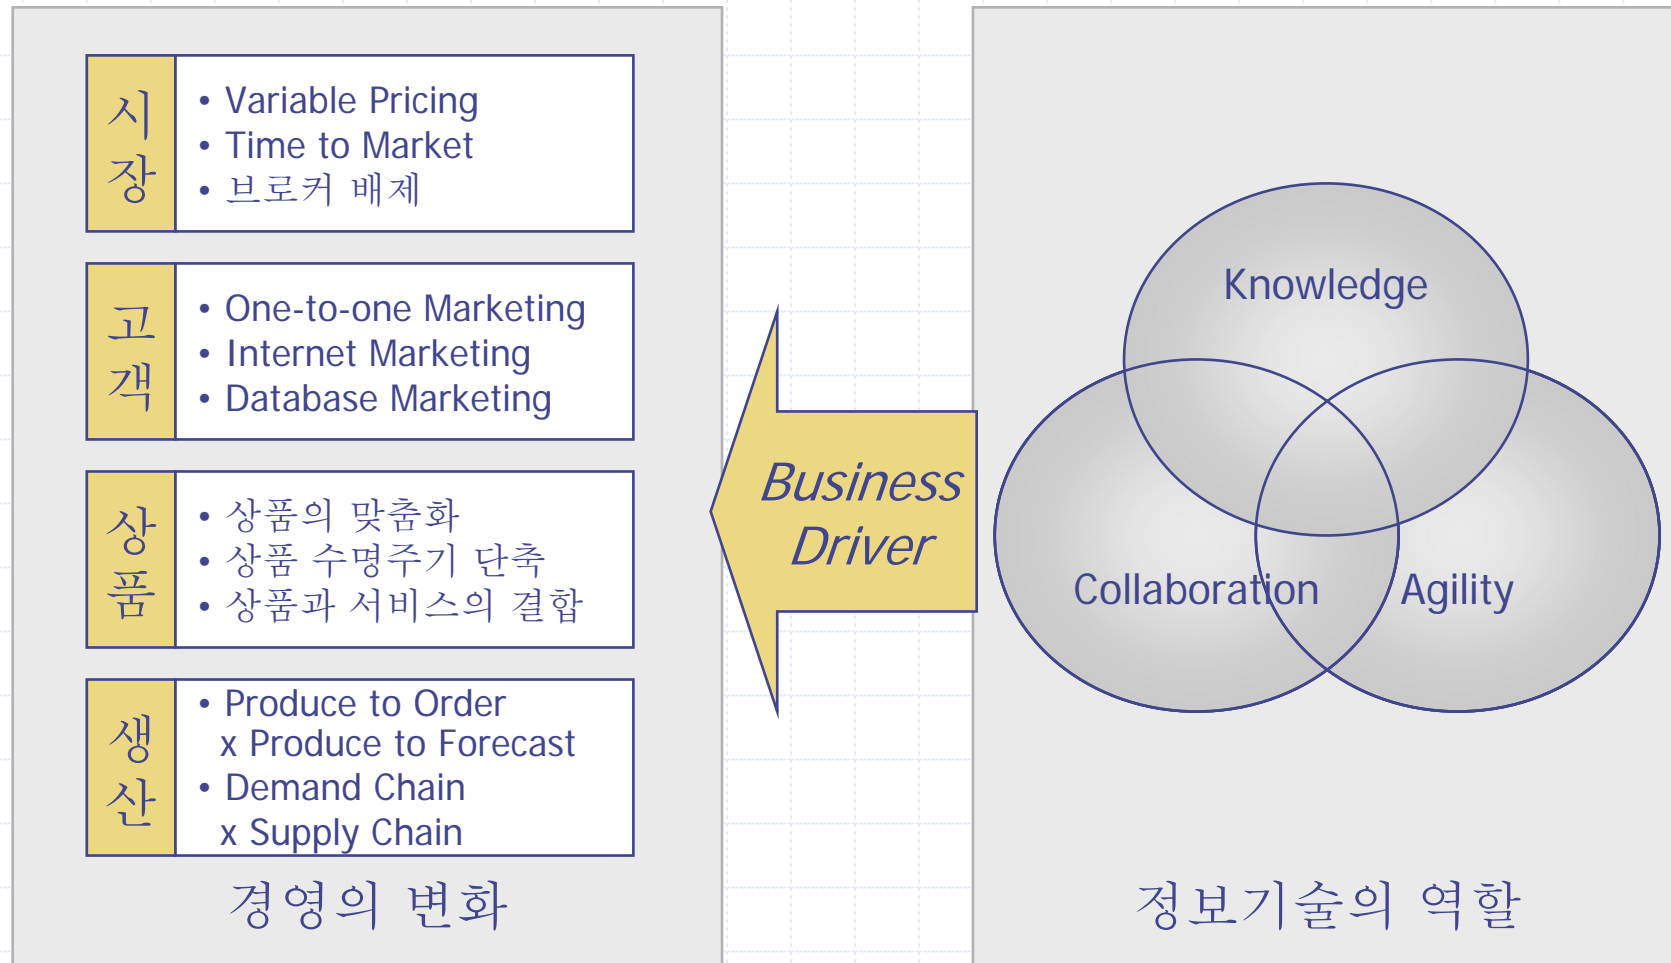 시장
• Variable Pricing
• Time to Market
• 브로커 배제
고객
• One-to-one Marketing
• Internet Marketing
• Database Marketing
상품
• 상품의 맞춤화
• 상품 수명주기 단축
• 상품과 서비스의 결합
생산
• Produce to Order
x Produce to Forecast
• Demand Chain
x Supply Chain
경영의 변화
Business
Driver
Knowledge
Collaboration
Agility
정보기술의 역할